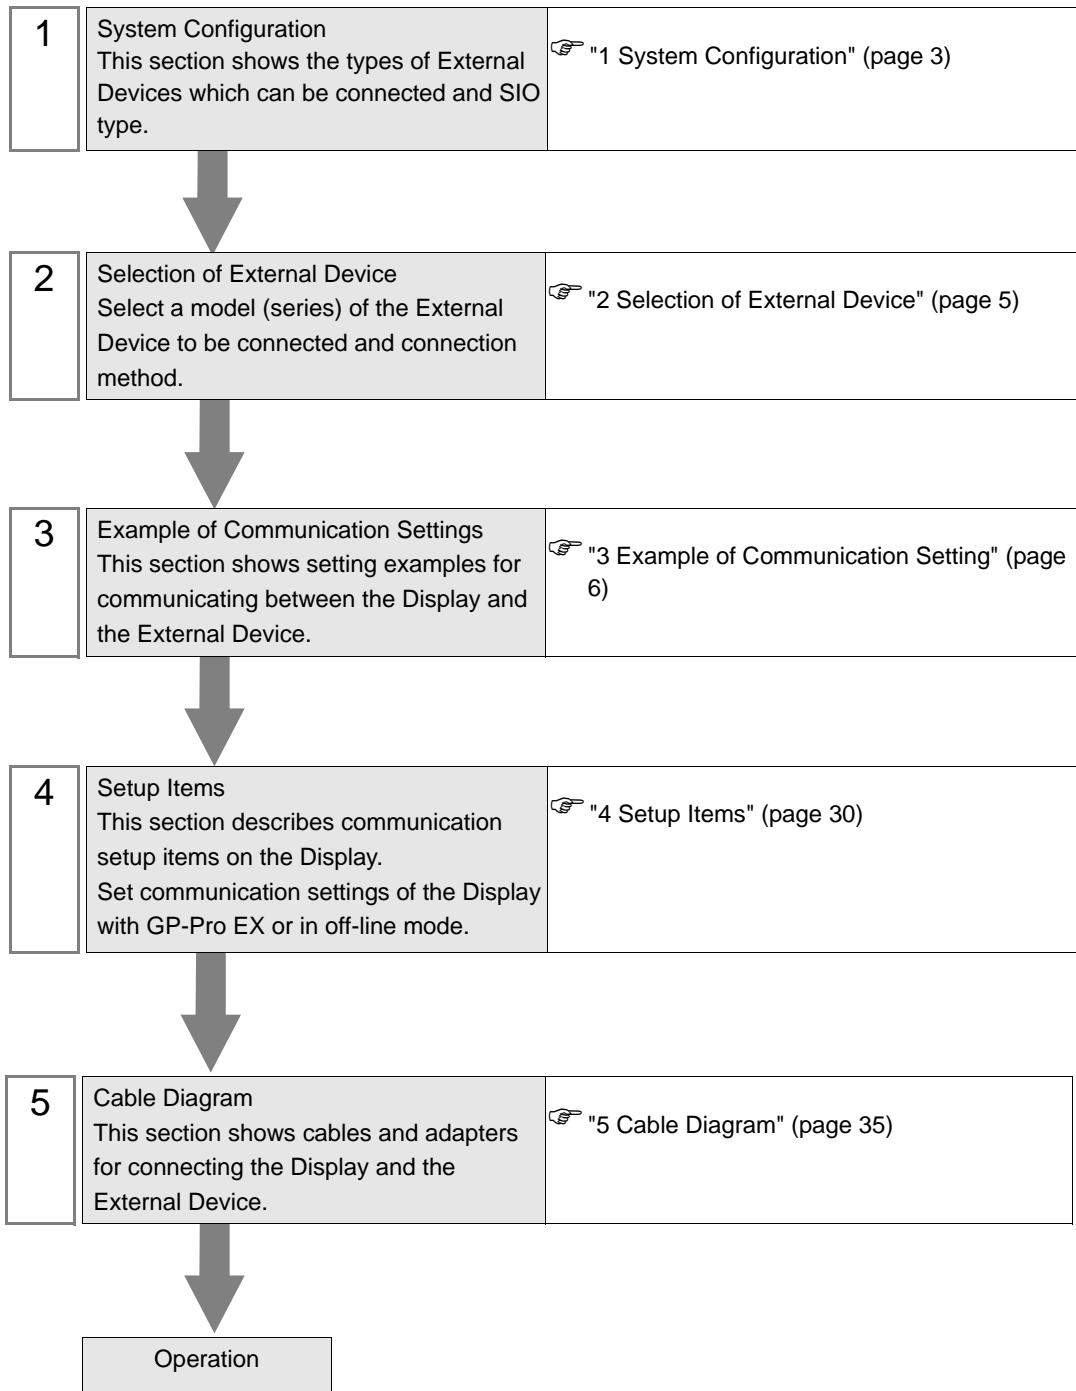 1
System Configuration
This section shows the types of External
Devices which can be connected and SIO
type.
"1 System Configuration" (page 3)
2
Selection of External Device
Select a model (series) of the External
Device to be connected and connection
method.
"2 Selection of External Device" (page 5)
3
Example of Communication Settings
This section shows setting examples for
communicating between the Display and
the External Device.
"3 Example of Communication Setting" (page
6)
4
Setup Items
This section describes communication
setup items on the Display.
Set communication settings of the Display
with GP-Pro EX or in off-line mode.
"4 Setup Items" (page 30)
5
Cable Diagram
This section shows cables and adapters
for connecting the Display and the
External Device.
"5 Cable Diagram" (page 35)
Operation